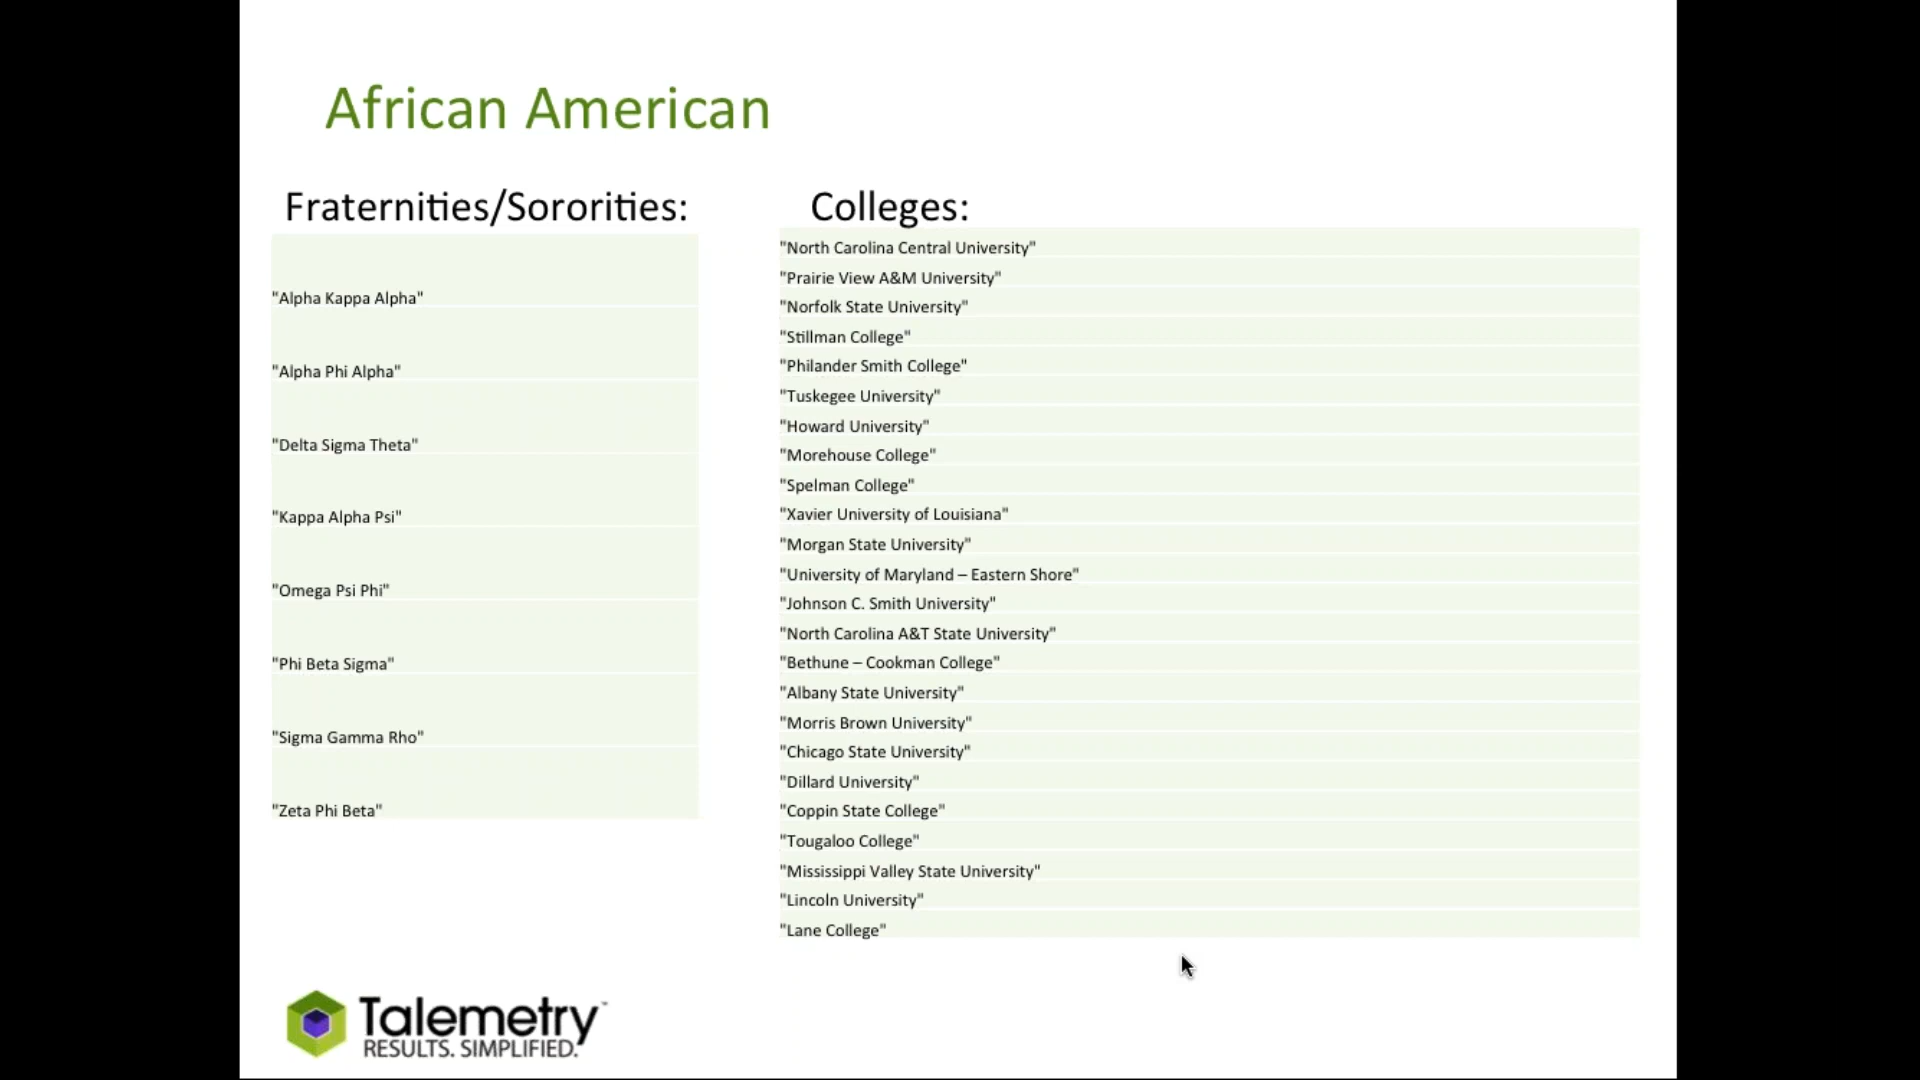 African American
Fraternities/Sororities:
"Alpha Kappa Alpha"
"Alpha Phi Alpha"
"Delta Sigma Theta"
"Kappa Alpha Psi"
"Omega Psi Phi"
"Phi Beta Sigma"
"Sigma Gamma Rho"
"Zeta Phi Beta"
Colleges:
"North Carolina Central University"
"Prairie View A&M University"
"Norfolk State University"
"Stillman College"
"Philander Smith College"
"Tuskegee University"
"Howard University"
"Morehouse College"
"Spelman College"
"Xavier University of Louisiana"
"Morgan State University"
"University of Maryland – Eastern Shore"
"Johnson C. Smith University"
"North Carolina A&T State University"
"Bethune – Cookman College"
"Albany State University"
"Morris Brown University"
"Chicago State University"
"Dillard University"
"Coppin State College"
"Tougaloo College"
"Mississippi Valley State University"
"Lincoln University"
"Lane College"
Talemetry™
RESULTS. SIMPLIFIED.